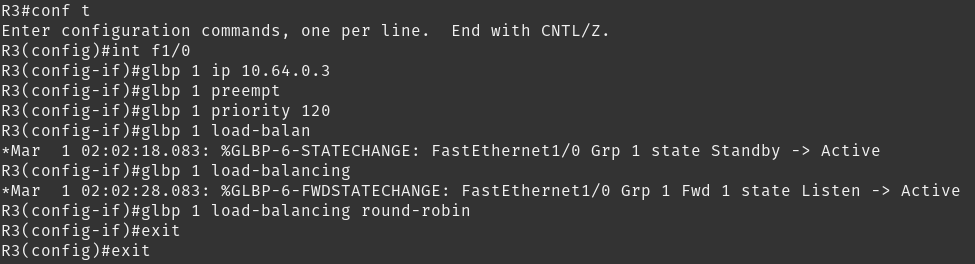 R3#conf t
Enter configuration commands, one per line.  End with CNTL/Z.
R3(config)#int f1/0
R3(config-if)#glbp 1 ip 10.64.0.3
R3(config-if)#glbp 1 preempt
R3(config-if)#glbp 1 priority 120
R3(config-if)#glbp 1 load-balan
*Mar  1 02:02:18.083: %GLBP-6-STATECHANGE: FastEthernet1/0 Grp 1 state Standby -> Active
R3(config-if)#glbp 1 load-balancing
*Mar  1 02:02:28.083: %GLBP-6-FWDSTATECHANGE: FastEthernet1/0 Grp 1 Fwd 1 state Listen -> Active
R3(config-if)#glbp 1 load-balancing round-robin
R3(config-if)#exit
R3(config)#exit